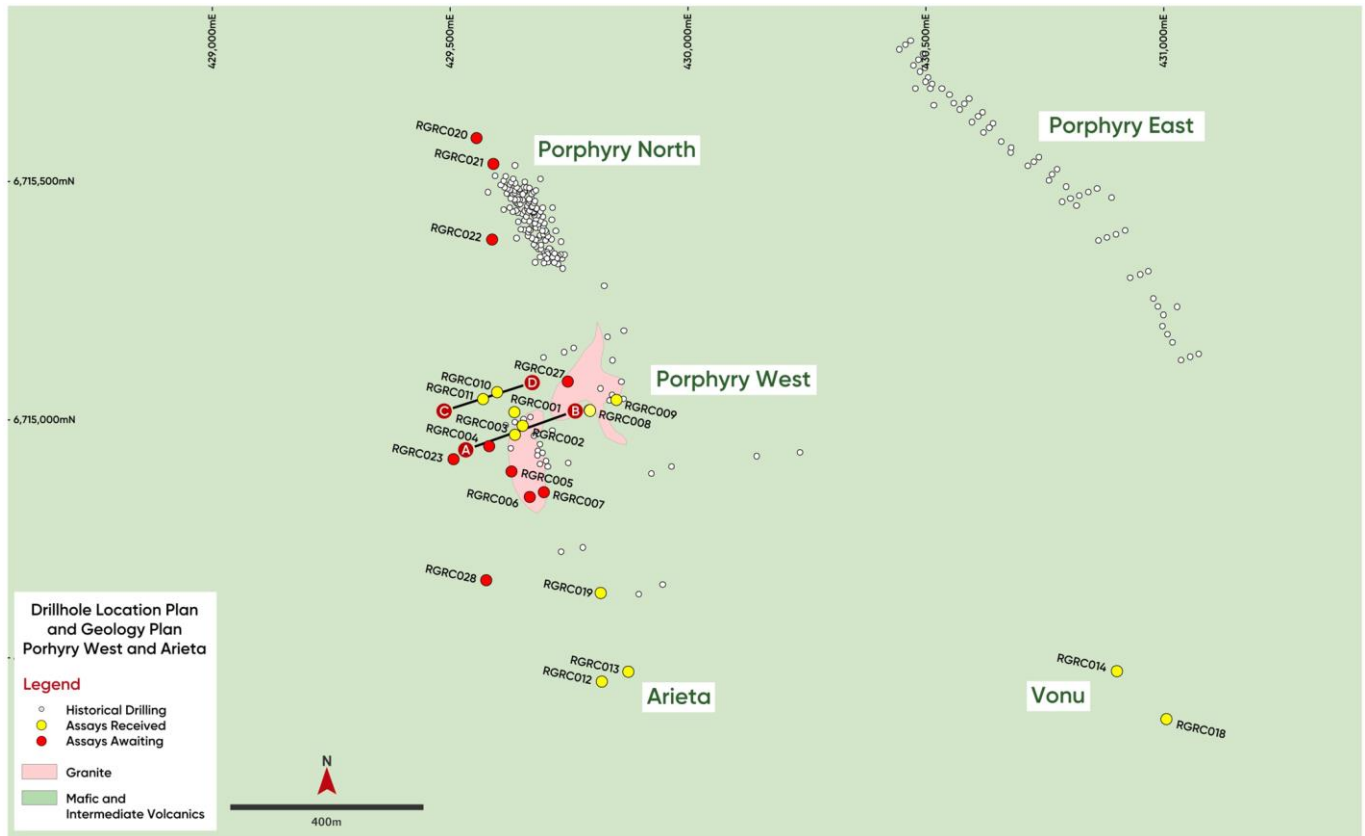 429,000mE
429,500mE
430,000mE
430,500mE
431,000mE
Porphyry East
RGRC020
Porphyry North
RGRC021
6,715,500mN
RGRC022
RGRC027
Porphyry West
RGRC010
D
RGRC011
RGRC001
RGRC009
C
B
RGRC008
6,715,000mN
RGRC003
RGRC004
RGRC002
A
RGRC023
RGRC005
RGRC006
RGRC007
RGRC028
RGRC019
RGRC013
RGRC012
Arieta
RGRC014
Vonu
RGRC018
Drillhole Location Plan
and Geology Plan
Porhyry West and Arieta
Legend
Historical Drilling
Assays Received
Assays Awaiting
Granite
Mafic and
Intermediate Volcanics
N
400m